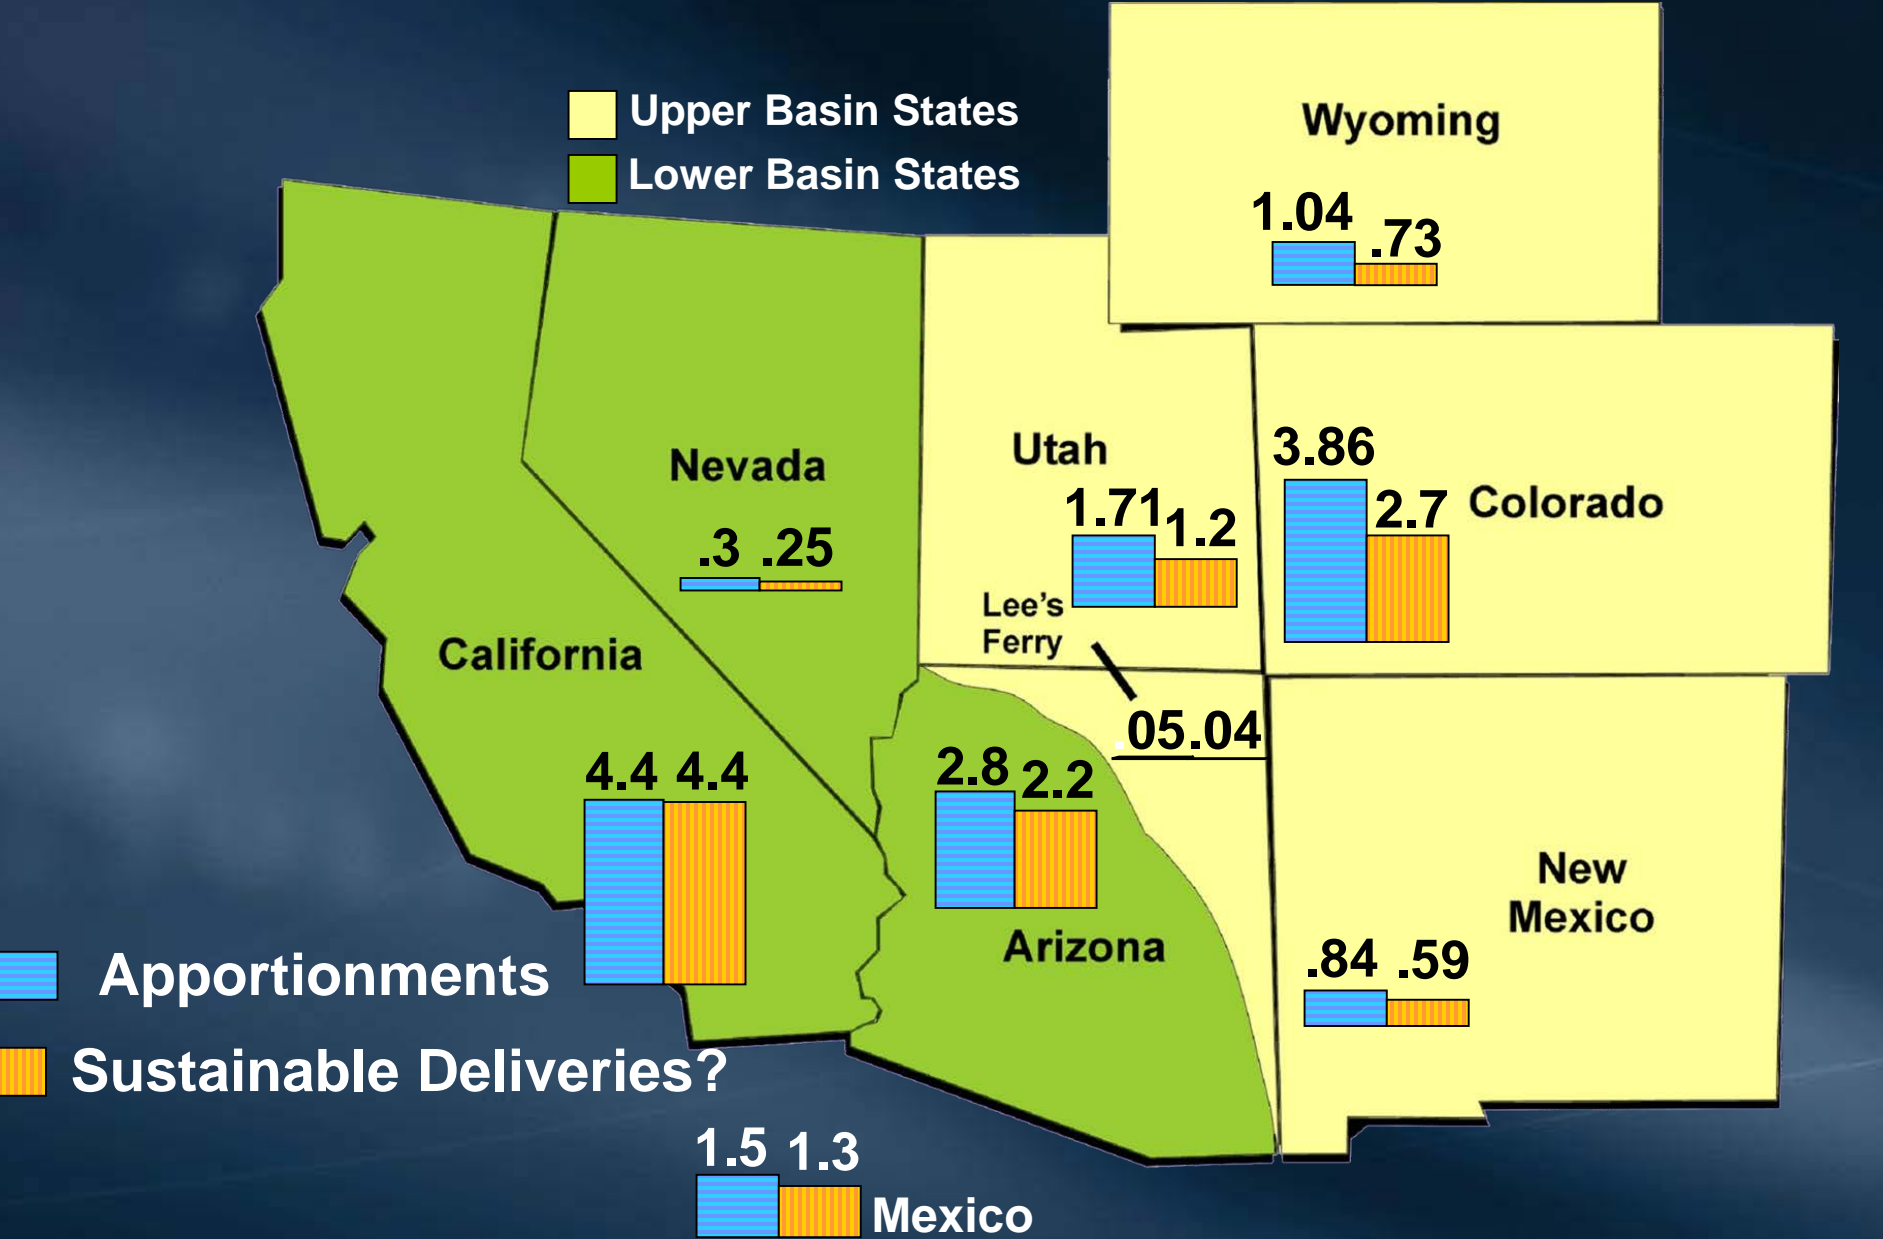 Upper Basin States
Lower Basin States
Wyoming
1.04 .73
Nevada
.3 .25
Utah
1.71 1.2
Lee's
Ferry
3.86
2.7
Colorado
California
4.4 4.4
.05 .04
2.8 2.2
Arizona
New
Mexico
.84 .59
Apportionments
Sustainable Deliveries?
1.5 1.3
Mexico